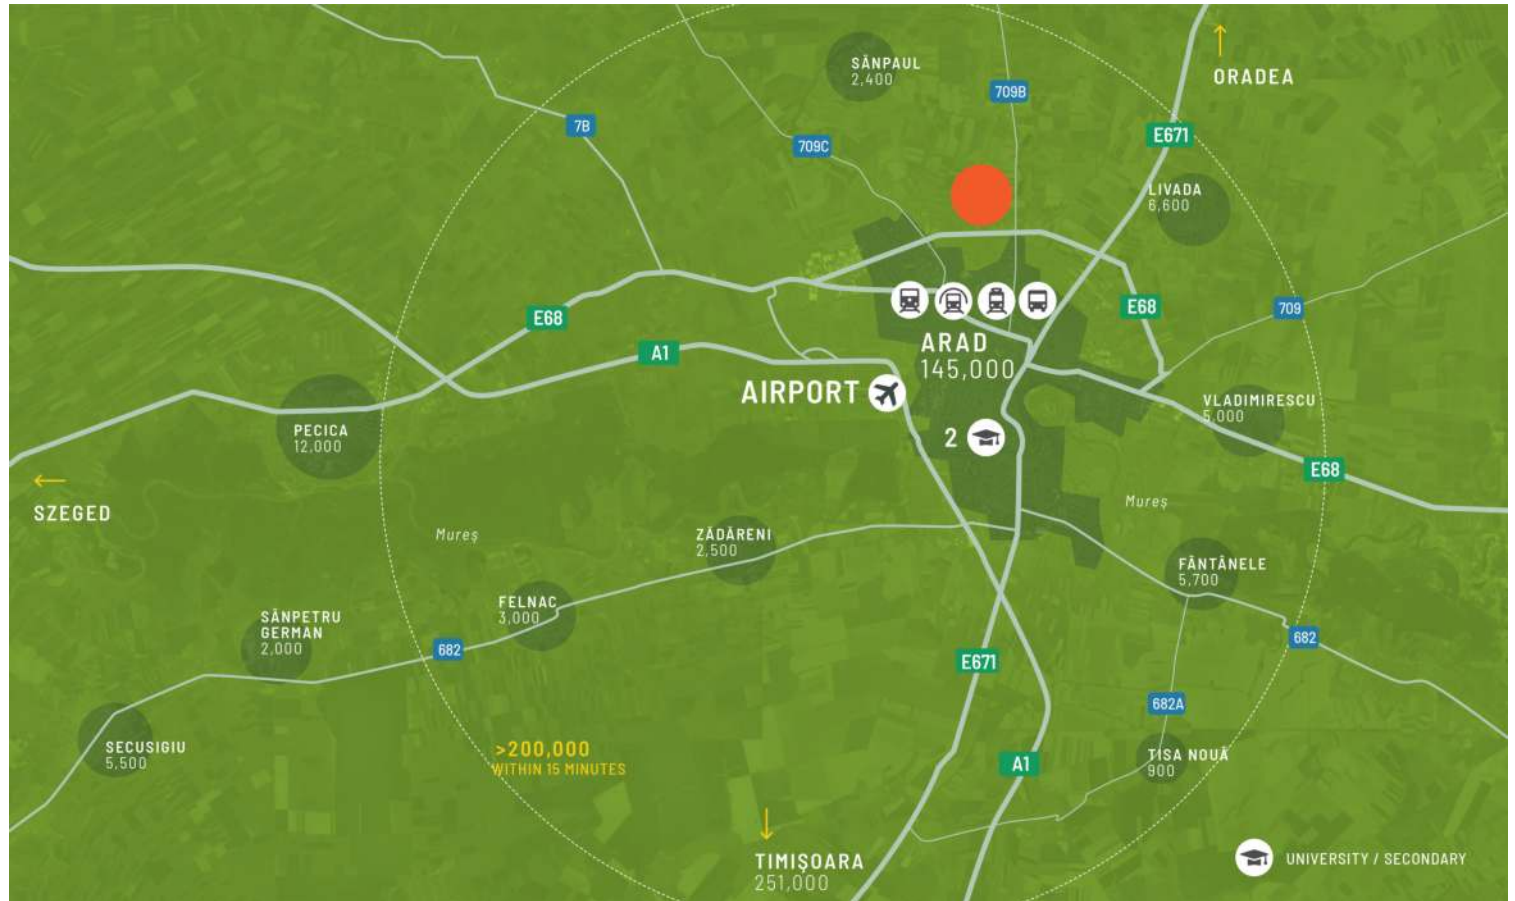 SÂNPAUL
2,400
ORADEA
709B
7B
E671
709C
LIVADA
6,600
E68
E68
709
ARAD
145,000
A1
AIRPORT
VLADIMIRESCU
5,000
PECICA
12,000
2
E68
SZEGED
Mureş
Mureş
ZĂDĂRENI
2,500
FÂNTÂNELE
5,700
FELNAC
3,000
SÂNPETRU
GERMAN
2,000
682
682
E671
682A
SECUSIGIU
5,500
>200,000
WITHIN 15 MINUTES
TISA NOUĂ
900
A1
TIMIŞOARA
251,000
UNIVERSITY / SECONDARY